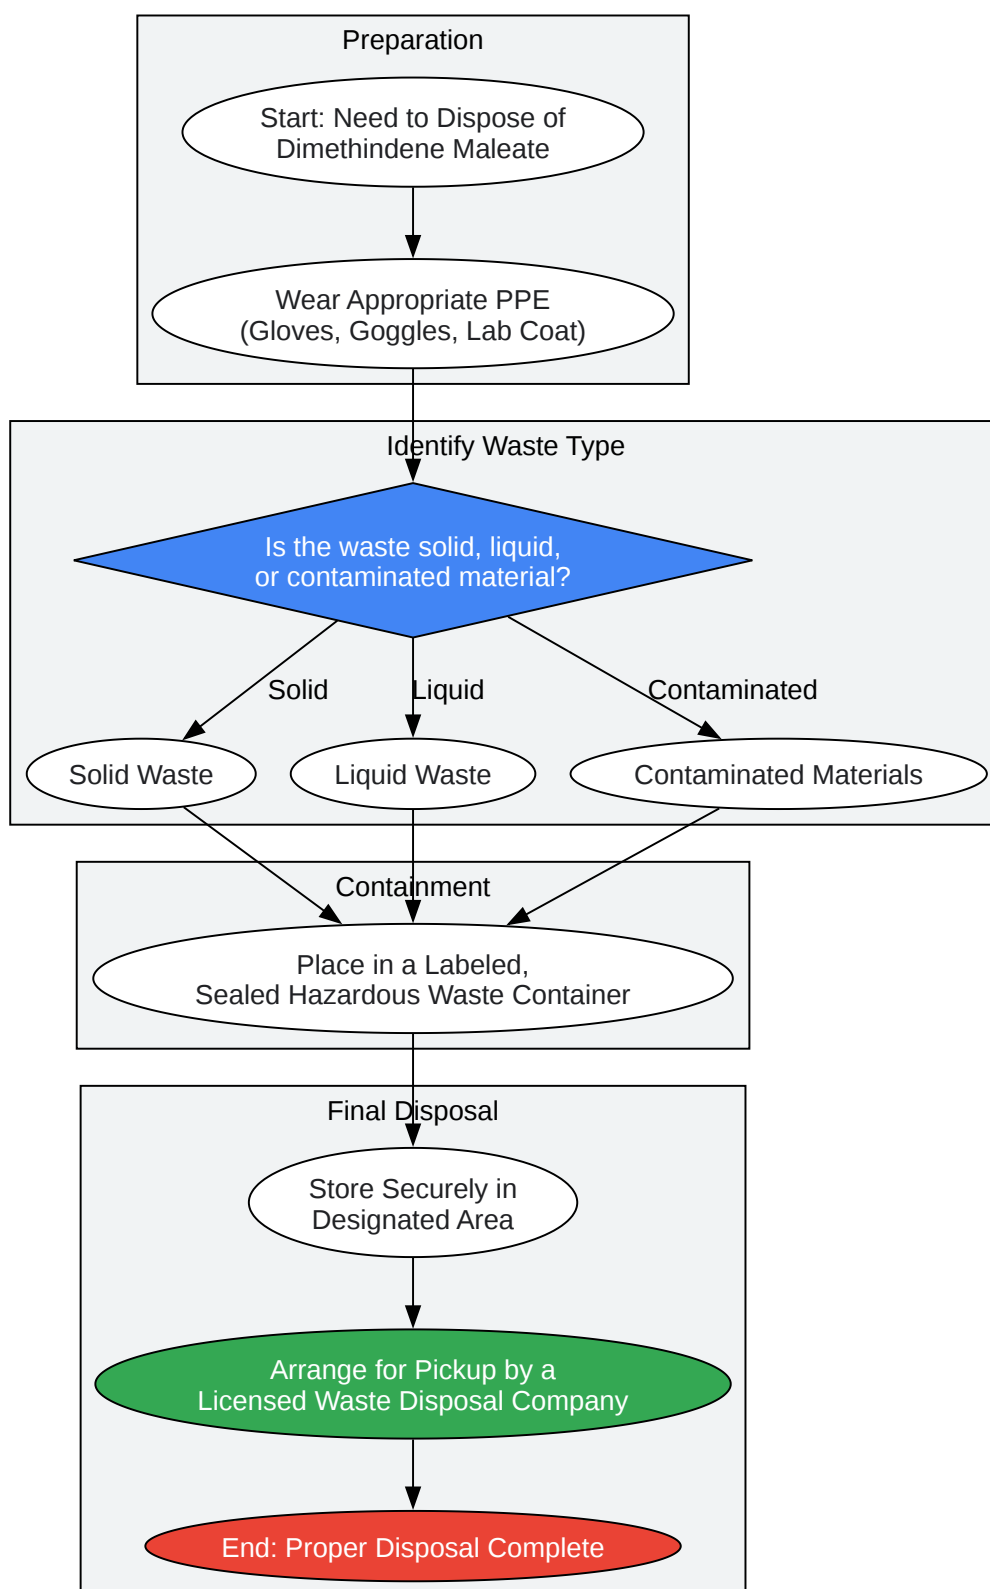 Preparation
Start: Need to Dispose of
Dimethindene Maleate
Wear Appropriate PPE
(Gloves, Goggles, Lab Coat)
Identify Waste Type
Is the waste solid, liquid,
or contaminated material?
Solid
Liquid
Contaminated
Solid Waste
Liquid Waste
Contaminated Materials
Containment
Place in a Labeled,
Sealed Hazardous Waste Container
Final Disposal
Store Securely in
Designated Area
Arrange for Pickup by a
Licensed Waste Disposal Company
End: Proper Disposal Complete